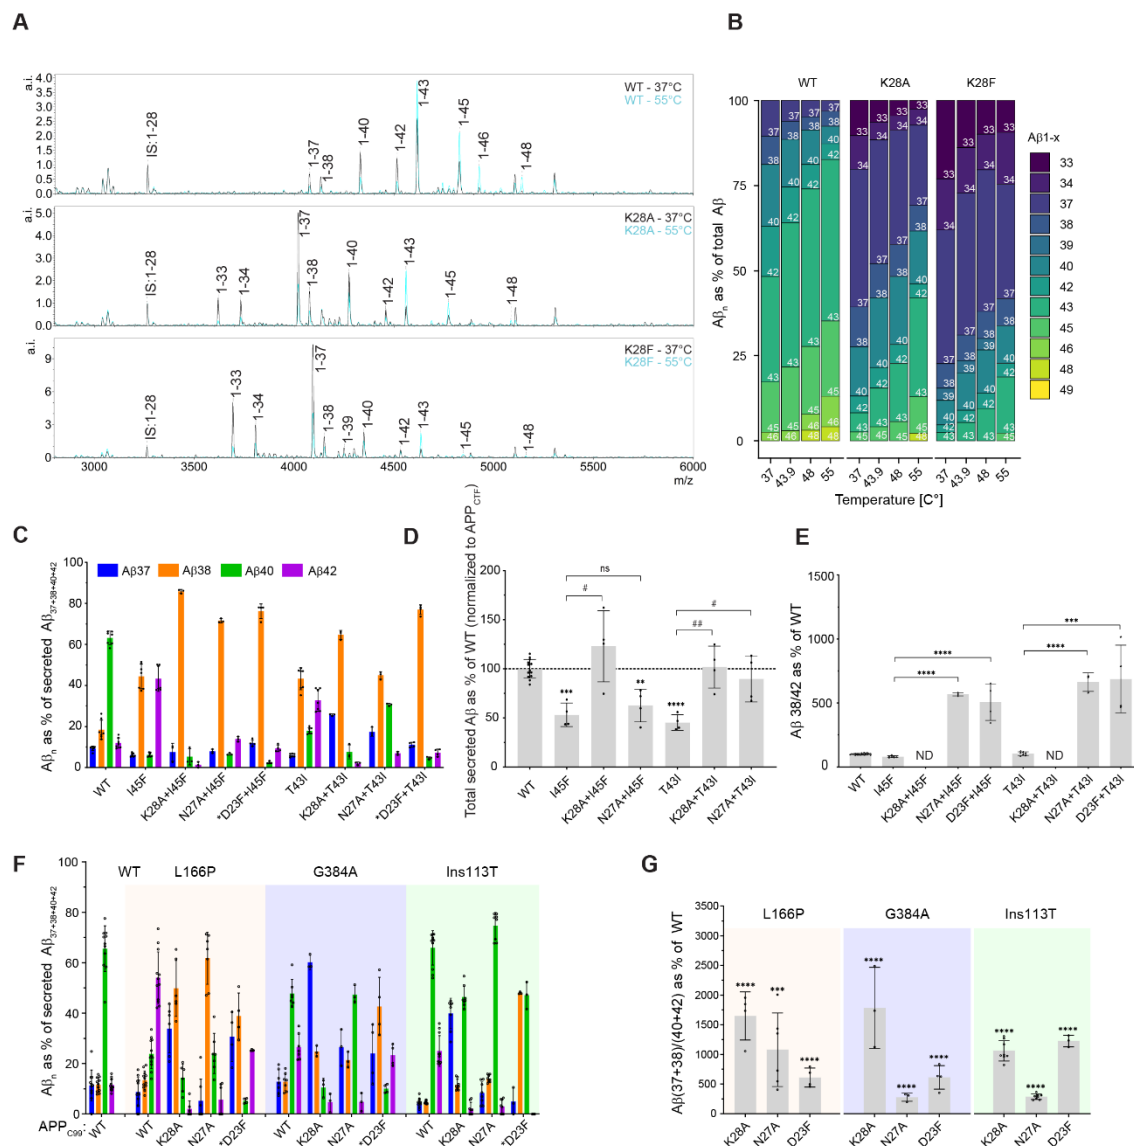 A
a.i.
4.0
3.5
3.0
2.5
2.0
1.5
1.0
0.5
0.0
WT - 37°C
WT - 55°C
IS:1-28
1-37
1-38
1-40
1-42
1-43
1-45
1-46
1-48
a.i.
5.0
4.0
3.0
2.0
1.0
0.0
K28A - 37°C
K28A - 55°C
IS:1-28
1-33
1-34
1-37
1-38
1-40
1-42
1-43
1-45
1-48
a.i.
9
6
3
0
K28F - 37°C
K28F - 55°C
IS:1-28
1-33
1-34
1-37
1-38
1-39
1-40
1-42
1-43
1-45
1-48
3000 4000 4500 5000 6000
m/z
B
WT K28A K28F
Aβn as % of total Aβ
100
75
50
25
0
37 43.9 48 55
37 43.9 48 55
37 43.9 48 55
Temperature [C°]
Aβ1-x
33
34
37
38
39
40
42
43
45
46
48
49
C
Aβn as % of secreted Aβ37+38+40+42
100
80
60
40
20
0
Aβ37 Aβ38 Aβ40 Aβ42
WT
I45F
K28A+I45F
N27A+I45F
*D23F+I45F
T43I
K28A+T43I
N27A+T43I
*D23F+T43I
D
Total secreted Aβ as % of WT (normalized to APPCTF)
200
150
100
50
0
ns
#
#
##
*** ** ****
WT
I45F
K28A+I45F
N27A+I45F
T43I
K28A+T43I
N27A+T43I
E
Aβ 38/42 as % of WT
1500
1000
500
0
****
****
***
****
ND ND
WT
I45F
K28A+I45F
N27A+I45F
D23F+I45F
T43I
K28A+T43I
N27A+T43I
D23F+T43I
F
Aβn as % of secreted Aβ37+38+40+42
100
80
60
40
20
0
WT L166P G384A Ins113T
APPC99:
WT WT K28A N27A *D23F WT K28A N27A *D23F WT K28A N27A *D23F
G
Aβ(37+38)/(40+42) as % of WT
3500
3000
2500
2000
1500
1000
500
0
L166P G384A Ins113T
**** *** **** **** **** **** **** **** ****
K28A N27A D23F K28A N27A D23F K28A N27A D23F